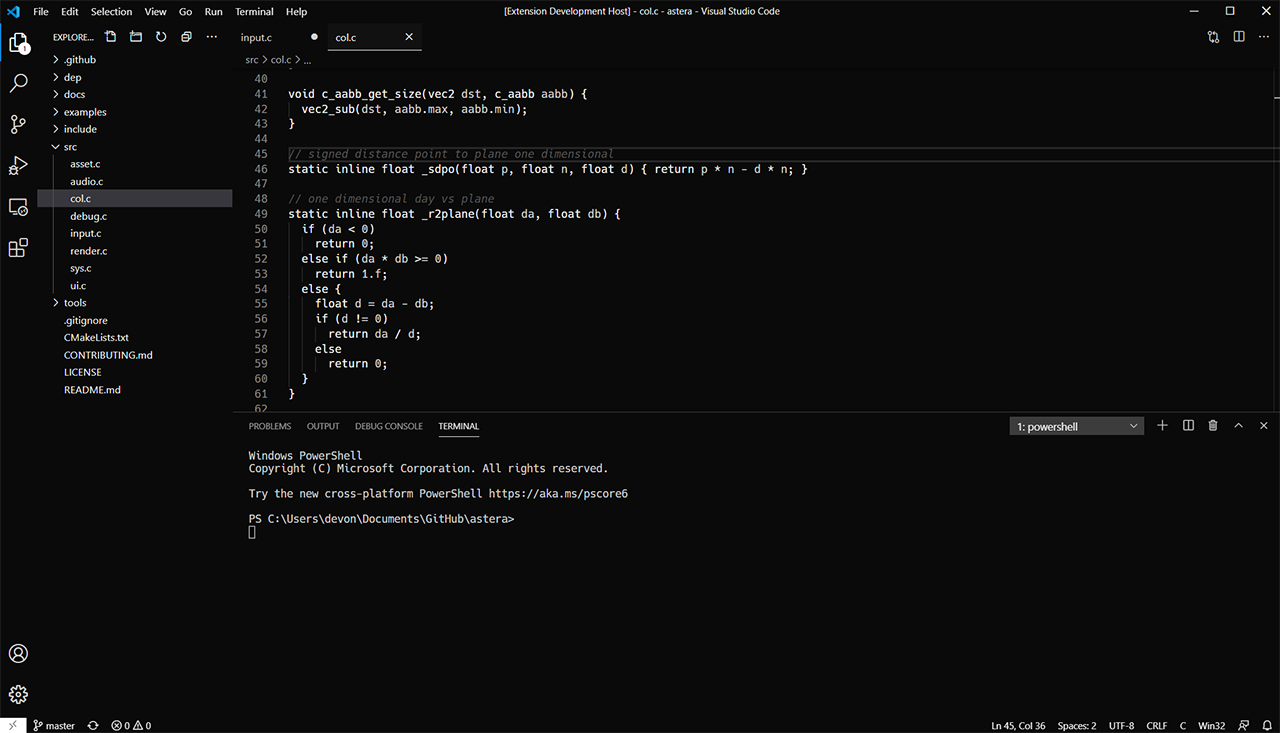 File Edit Selection View Go Run Terminal Help
[Extension Development Host] - col.c - astera - Visual Studio Code
EXPLORE...
1
.github
dep
docs
examples
include
src
asset.c
audio.c
col.c
debug.c
input.c
render.c
sys.c
ui.c
tools
.gitignore
CMakeLists.txt
CONTRIBUTING.md
LICENSE
README.md
input.c
col.c
src > col.c > ...
40
41 void c_aabb_get_size(vec2 dst, c_aabb aabb) {
42 vec2_sub(dst, aabb.max, aabb.min);
43 }
44
45 // signed distance point to plane one dimensional
46 static inline float _sdpo(float p, float n, float d) { return p * n - d * n; }
47
48 // one dimensional day vs plane
49 static inline float _r2plane(float da, float db) {
50 if (da < 0)
51 return 0;
52 else if (da * db >= 0)
53 return 1.f;
54 else {
55 float d = da - db;
56 if (d != 0)
57 return da / d;
58 else
59 return 0;
60 }
61 }
62
PROBLEMS OUTPUT DEBUG CONSOLE TERMINAL
1: powershell
Windows PowerShell
Copyright (C) Microsoft Corporation. All rights reserved.
Try the new cross-platform PowerShell https://aka.ms/pscore6
PS C:\Users\devon\Documents\GitHub\astera>
master 0 0
Ln 45, Col 36 Spaces: 2 UTF-8 CRLF C Win32